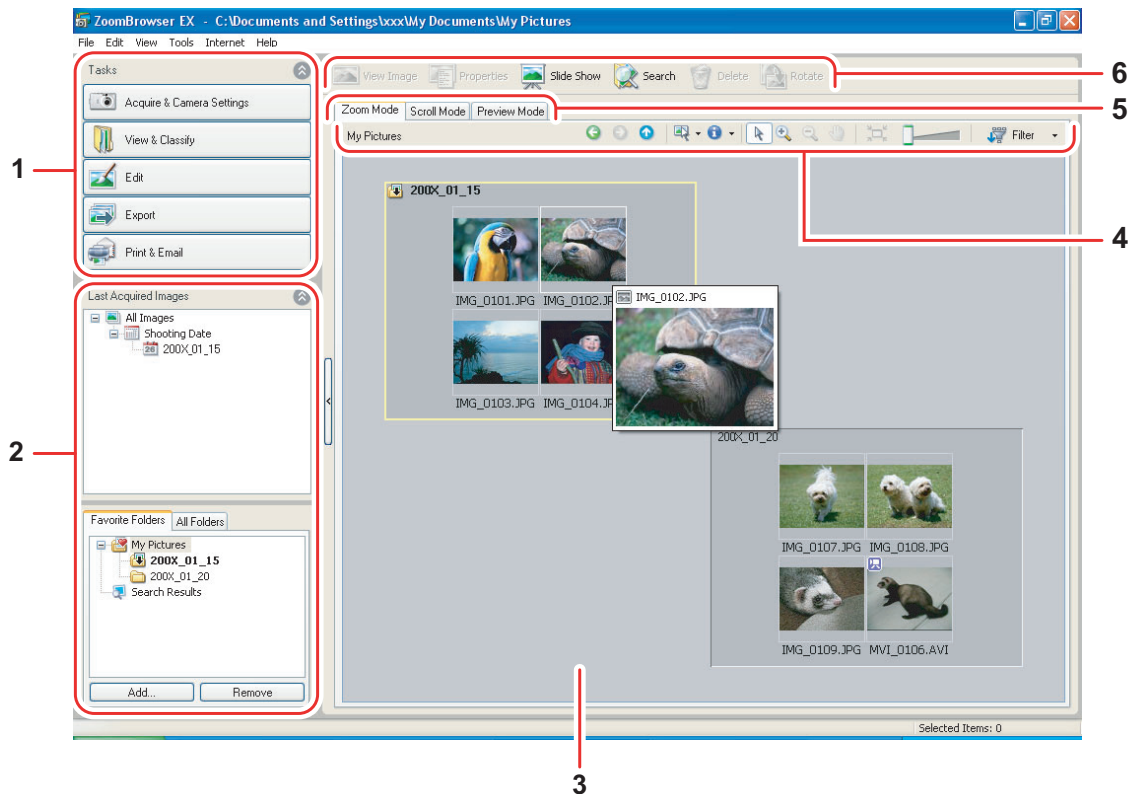 ZoomBrowser EX - C:\Documents and Settings\xxx\My Documents\My Pictures
File Edit View Tools Internet Help
Tasks
Acquire & Camera Settings
View & Classify
Edit
Export
Print & Email
1
Last Acquired Images
All Images
Shooting Date
26 200X_01_15
2
Favorite Folders All Folders
My Pictures
200X_01_15
200X_01_20
Search Results
Add... Remove
View Image Properties Slide Show Search Delete Rotate
6
Zoom Mode Scroll Mode Preview Mode
5
My Pictures Filter
4
200X_01_15
IMG_0101.JPG IMG_0102.JP
IMG_0102.JPG
IMG_0103.JPG IMG_0104.JP
200X_01_20
IMG_0107.JPG IMG_0108.JPG
IMG_0109.JPG MVI_0106.AVI
Selected Items: 0
3